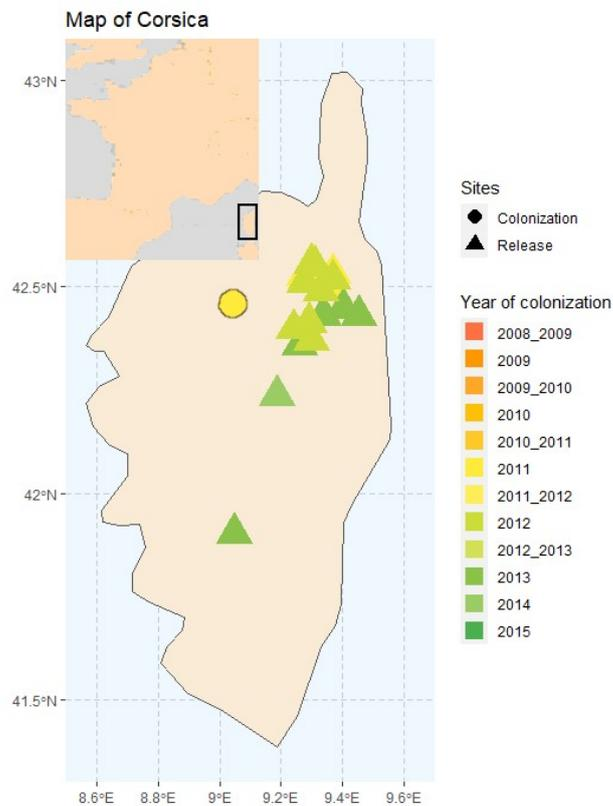 Map of Corsica
43°N
42.5°N
42°N
41.5°N
8.6°E 8.8°E 9°E 9.2°E 9.4°E 9.6°E
Sites
Colonization
Release
Year of colonization
2008_2009
2009
2009_2010
2010
2010_2011
2011
2011_2012
2012
2012_2013
2013
2014
2015